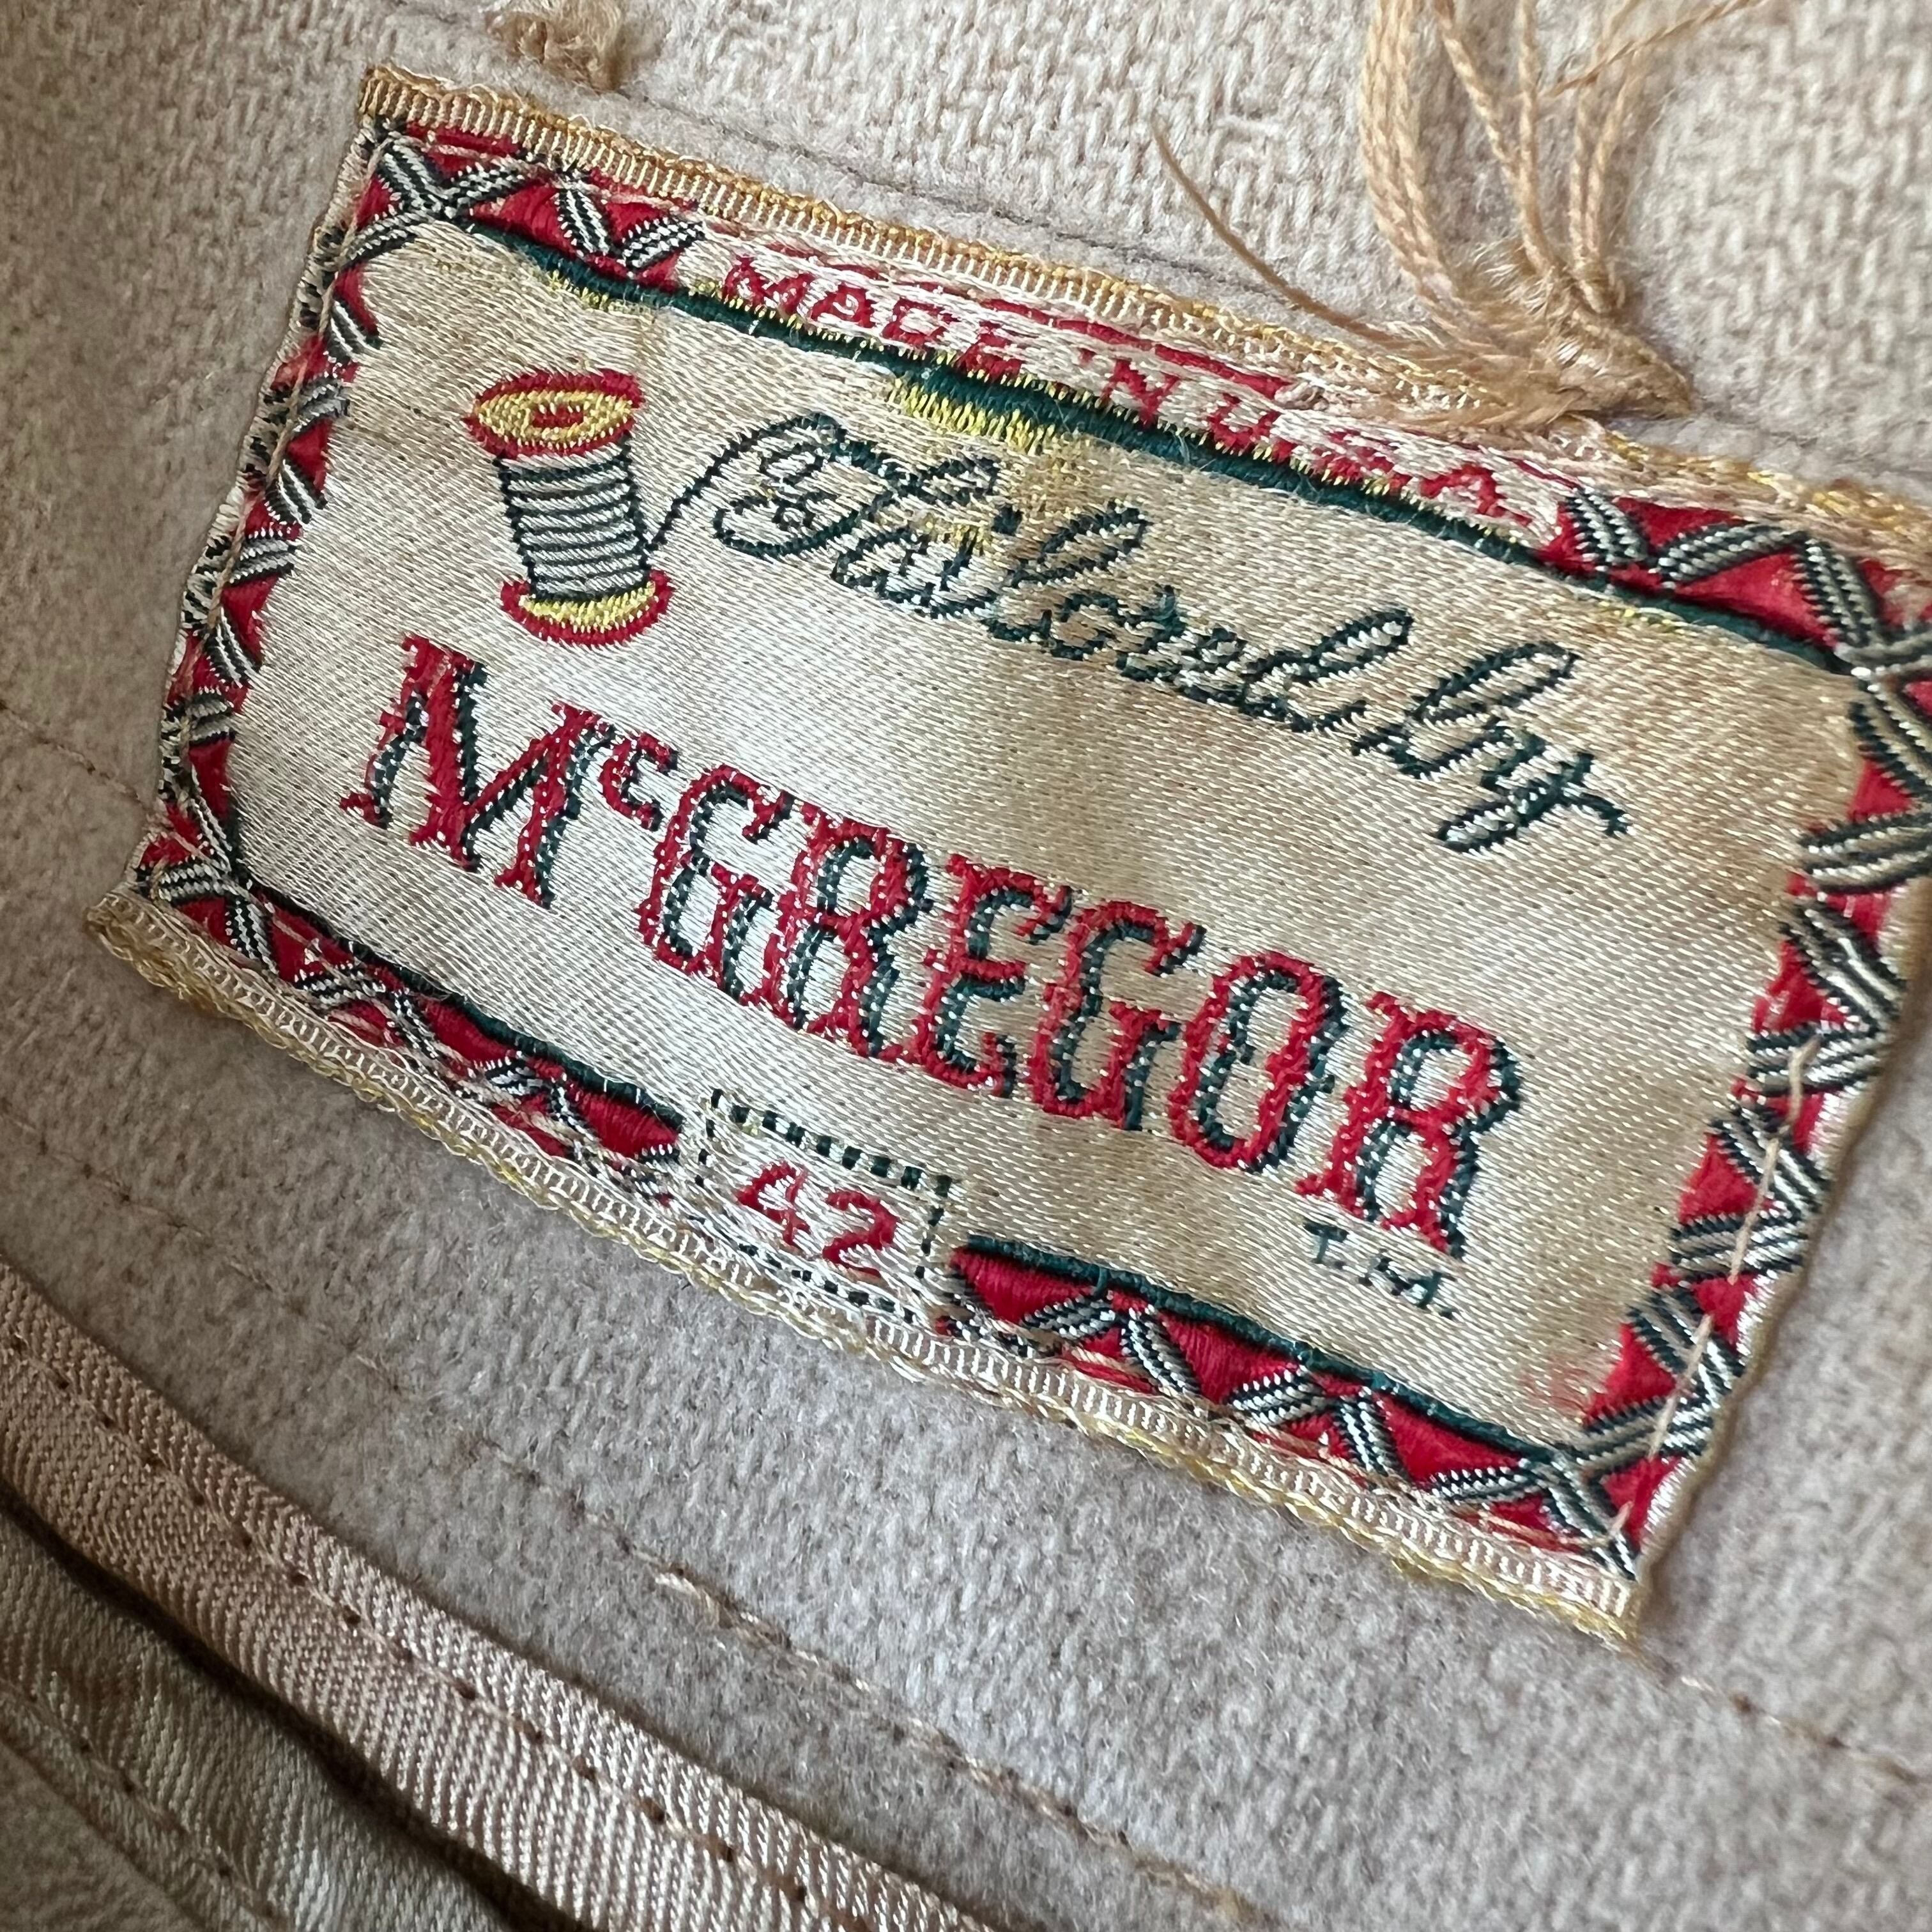 MADE IN U.S.A.
Tailored by
McGREGOR
T.M.
42